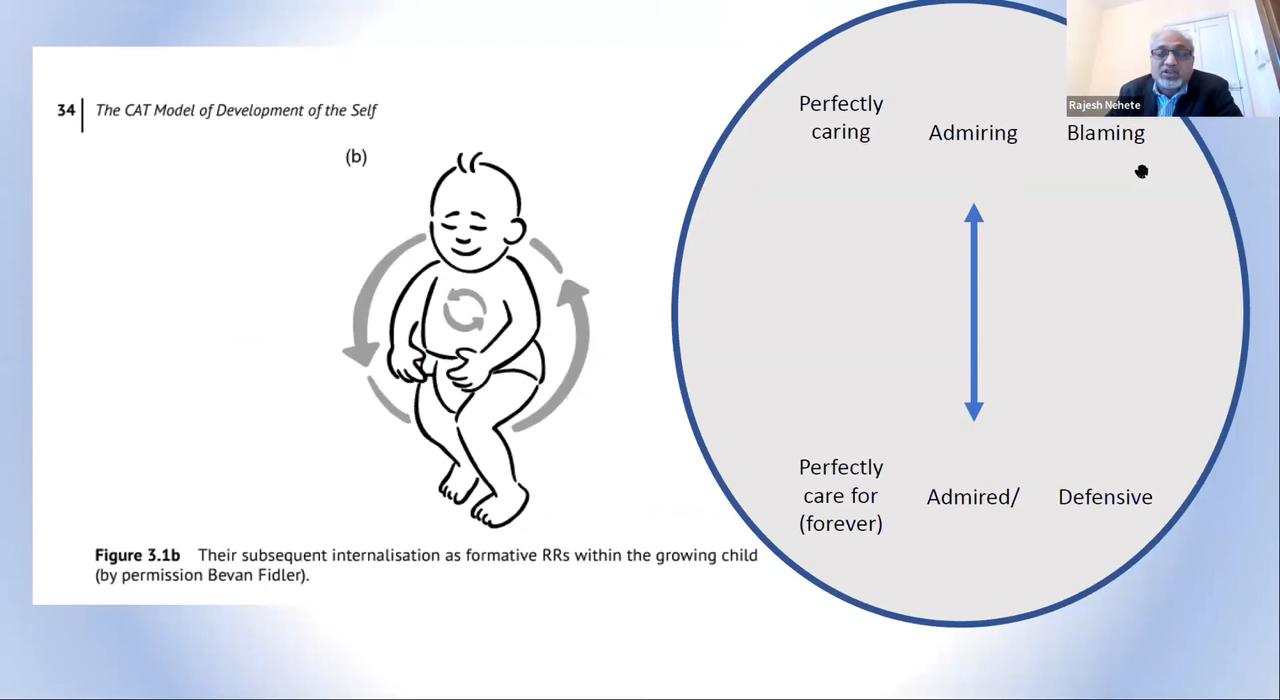 34 The CAT Model of Development of the Self
(b)
Figure 3.1b Their subsequent internalisation as formative RRs within the growing child
(by permission Bevan Fidler).
Perfectly
caring
Admiring
Blaming
Perfectly
care for
(forever)
Admired/
Defensive
Rajesh Nehete